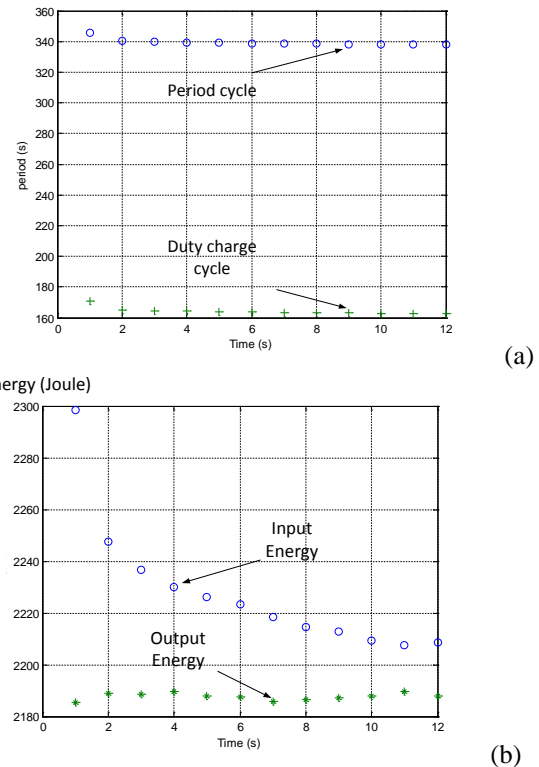 360
340
320
300
280
260
240
220
200
180
160
period (s)
Period cycle
Duty charge
cycle
0 2 4 6 8 10 12
Time (s)
(a)
nergy (Joule)
2300
2280
2260
2240
2220
2200
2180
Input
Energy
Output
Energy
0 2 4 6 8 10 12
Time (s)
(b)